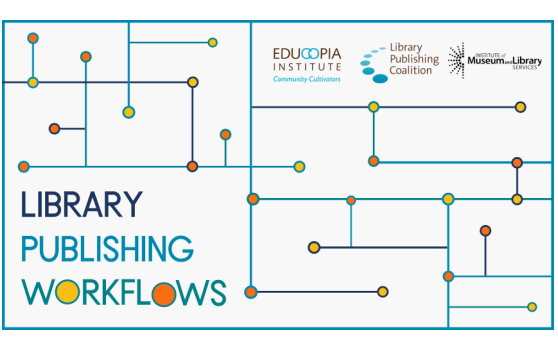 EDUCOPIA
INSTITUTE
Community Cultivators
Library
Publishing
Coalition
INSTITUTE of
Museum and Library
SERVICES
LIBRARY
PUBLISHING
WORKFLOWS